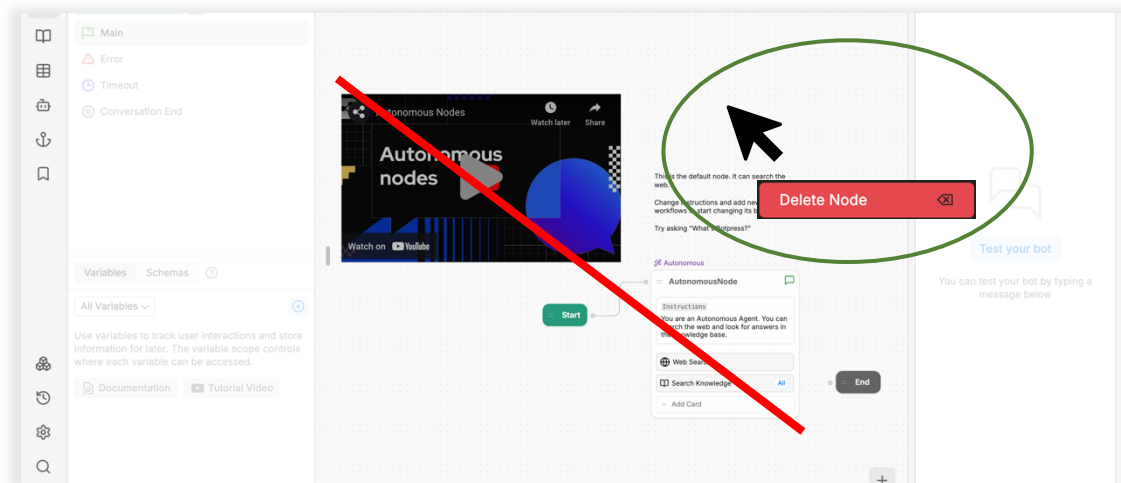 Main
Error
Timeout
Conversation End
Variables
Schemas
All Variables
Use variables to track user interactions and store
information for later. The variable scope controls
where each variable can be accessed.
Documentation
Tutorial Video
Autonomous Nodes
Watch later
Share
Autonomous
nodes
Watch on
YouTube
This is the default node. It can search the
web.
Change instructions and add new
workflows to start changing its
Try asking "What's Botpress?"
Delete Node
Autonomous
AutonomousNode
Instructions
You are an Autonomous Agent. You can
search the web and look for answers in
the knowledge base.
Web Search
Search Knowledge
All
Add Card
Start
End
Test your bot
You can test your bot by typing a
message below